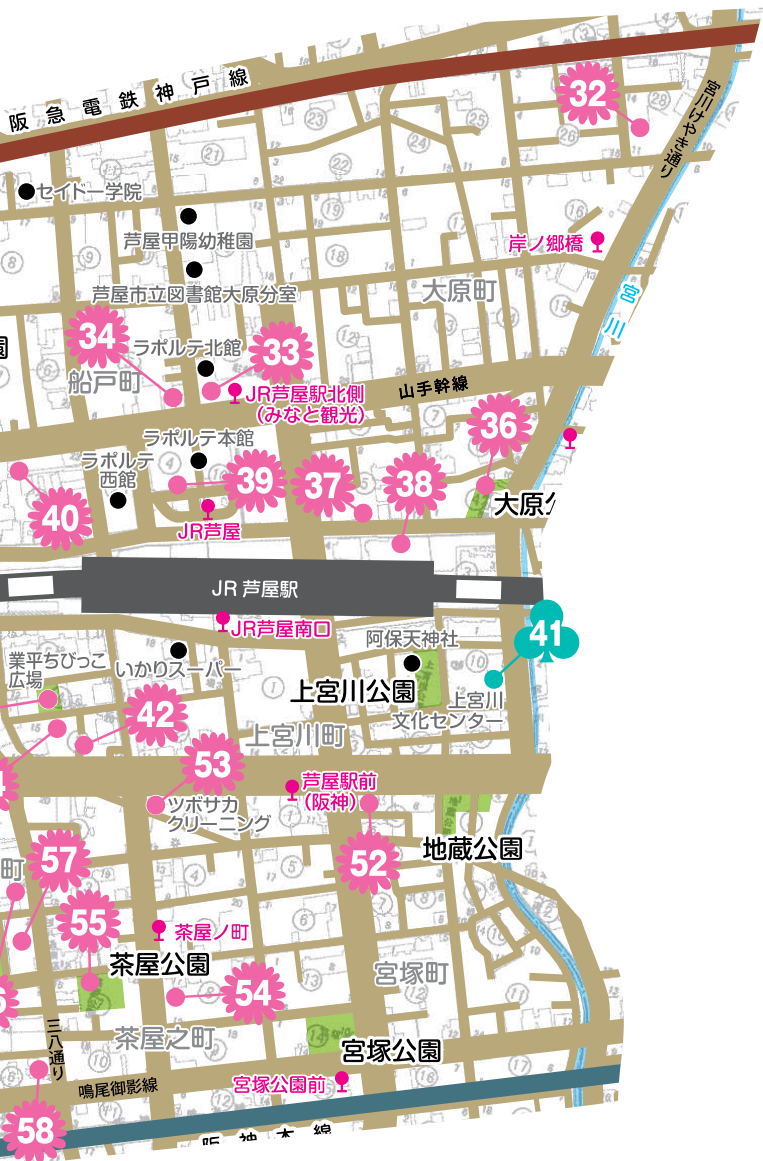 阪急電鉄神戸線
32
宮川けやき通り
セイドー学院
芦屋甲陽幼稚園
岸ノ郷橋
芦屋市立図書館大原分室
大原町
宮川
園
34
ラポルテ北館
33
船戸町
JR芦屋駅北側
(みなと観光)
山手幹線
36
ラポルテ本館
ラポルテ
西館
39
37
38
40
大原
JR芦屋
JR芦屋駅
41
JR芦屋南口
阿保天神社
業平ちびっこ
広場
いかりスーパー
上宮川公園
上宮川
文化センター
42
上宮川町
53
芦屋駅前
(阪神)
ツボサカ
クリーニング
52
地蔵公園
町
57
55
茶屋ノ町
茶屋公園
54
宮塚町
三八通り
茶屋之町
宮塚公園
鳴尾御影線
宮塚公園前
58
阪神本線